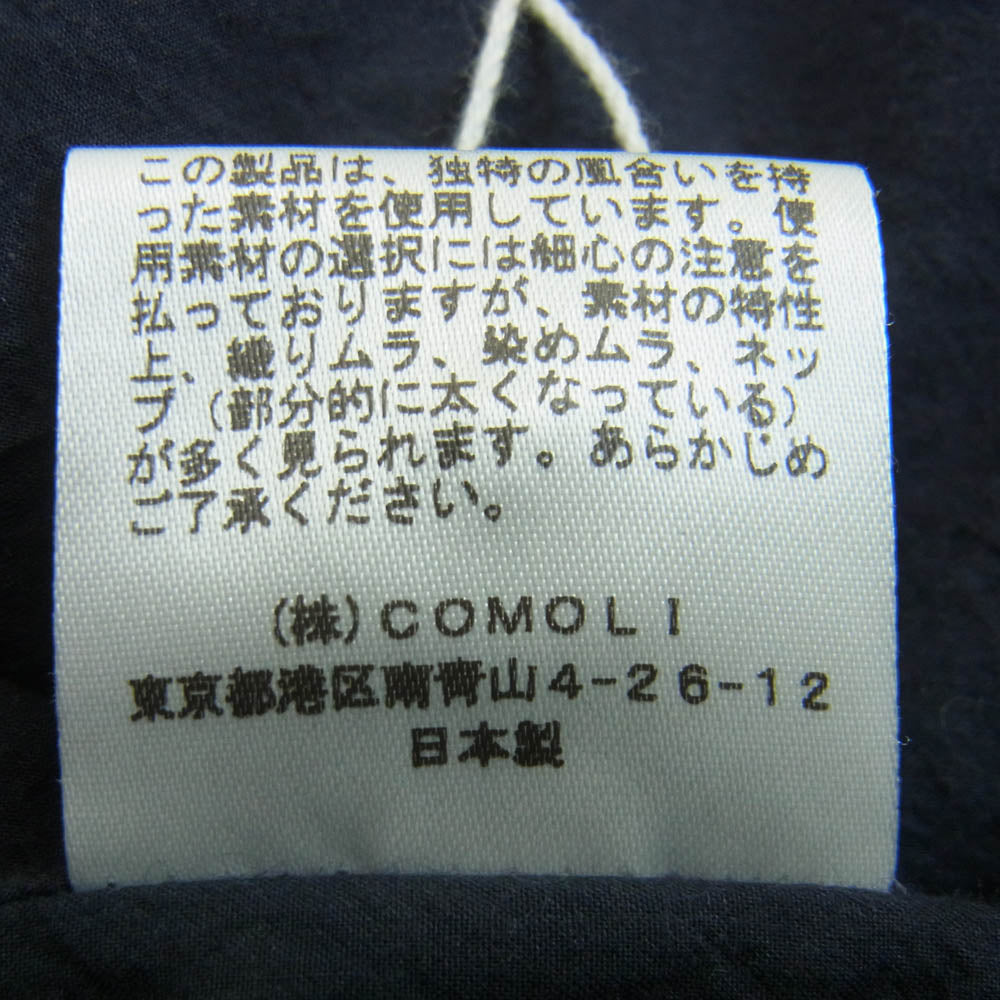 この製品は、独特の風合いを持
った素材を使用しています。使
用素材の選択には細心の注意を
払っておりますが、素材の特性
上、織りムラ、染めムラ、ネッ
プ(部分的に太くなっている)
が多く見られます。あらかじめ
ご了承ください。
(株)COMOLI
東京都港区南青山4-26-12
日本製